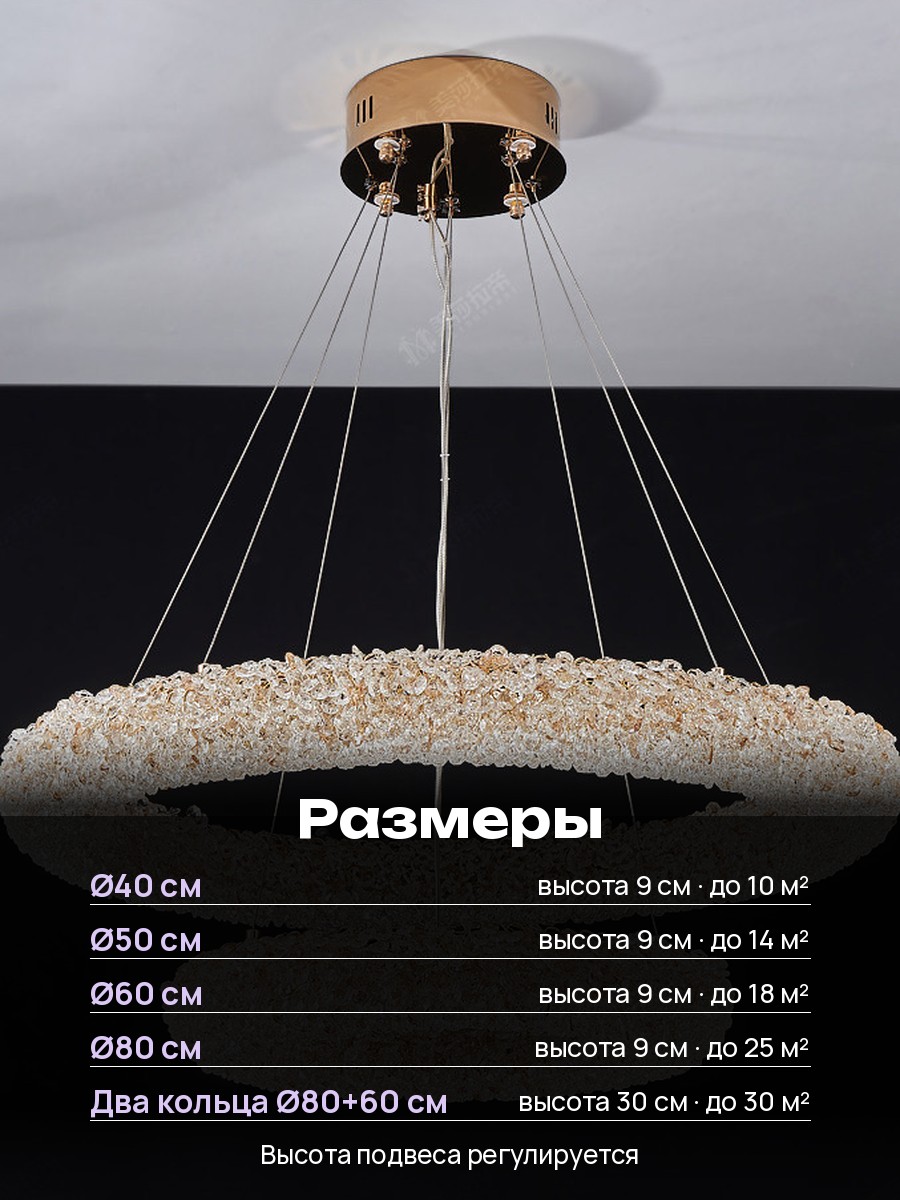 Размеры
Ø40 см высота 9 см · до 10 м²
Ø50 см высота 9 см · до 14 м²
Ø60 см высота 9 см · до 18 м²
Ø80 см высота 9 см · до 25 м²
Два кольца Ø80+60 см высота 30 см · до 30 м²
Высота подвеса регулируется